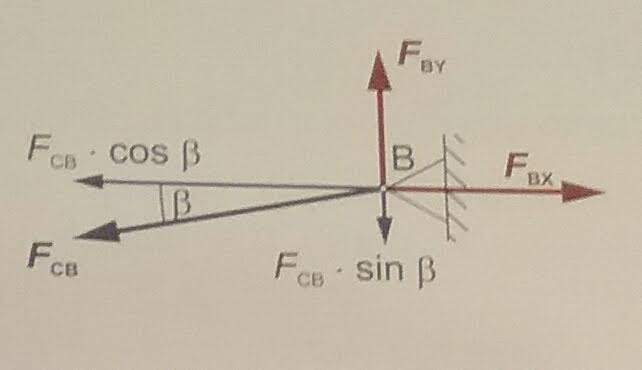 F_BY
F_CB · cos β
B
F_BX
β
F_CB
F_CB · sin β